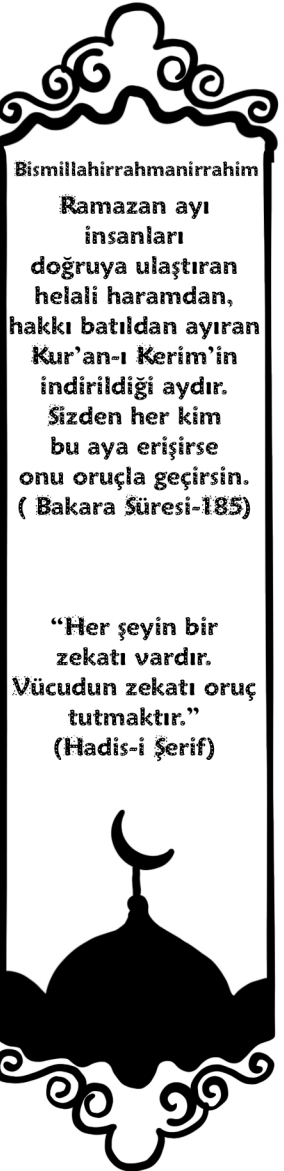 Bismillahirrahmanirrahim
Ramazan ayı
insanları
doğruya ulaştıran
helali haramdan,
hakkı batıldan ayıran
Kur'an-ı Kerim'in
indirildiği aydır.
Sizden her kim
bu aya erişirse
onu oruçla geçirsin.
( Bakara Süresi-185)
“Her şeyin bir
zekatı vardır.
Vücudun zekatı oruç
tutmaktır.”
(Hadis-i Şerif)